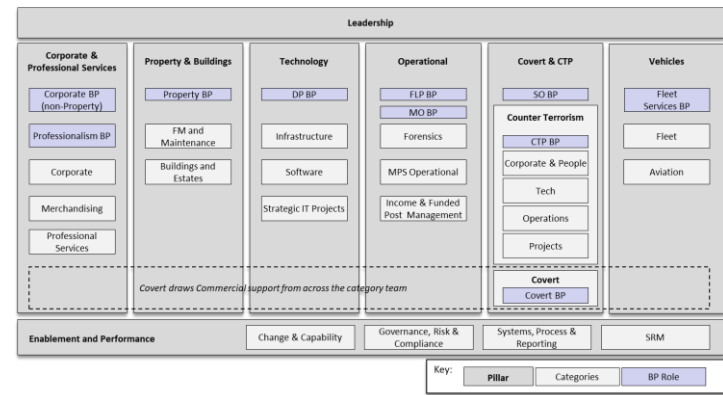 Leadership
Corporate &
Professional Services
Corporate BP
(non-Property)
Professionalism BP
Corporate
Merchandising
Professional
Services
Property & Buildings
Property BP
FM and
Maintenance
Buildings and
Estates
Technology
DP BP
Infrastructure
Software
Strategic IT Projects
Operational
FLP BP
MO BP
Forensics
MPS Operational
Income & Funded
Post Management
Covert & CTP
SO BP
Counter Terrorism
CTP BP
Corporate & People
Tech
Operations
Projects
Covert
Covert BP
Vehicles
Fleet
Services BP
Fleet
Aviation
Covert draws Commercial support from across the category team
Enablement and Performance
Change & Capability
Governance, Risk &
Compliance
Systems, Process &
Reporting
SRM
Key:
Pillar
Categories
BP Role